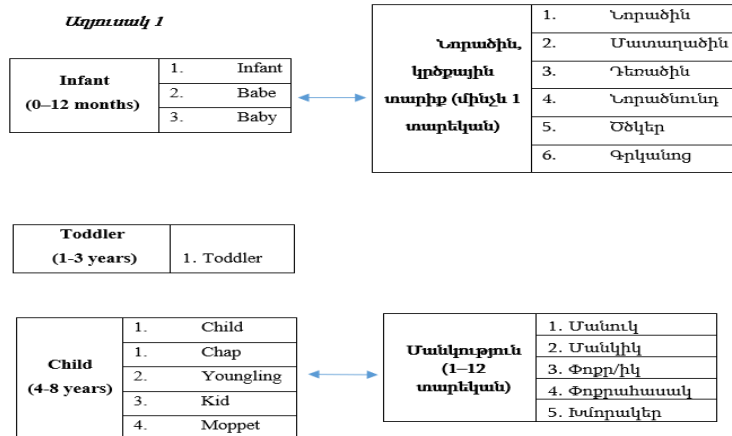 Աղյուսակ 1
Infant
(0–12 months)
1. Infant
2. Babe
3. Baby
Նորածին,
կրծքային
տարիք (մինչև 1
տարեկան)
1. Նորածին
2. Մատաղածին
3. Դեռածին
4. Նորածնունդ
5. Ծծկեր
6. Գրկանոց
Toddler
(1-3 years)
1. Toddler
Child
(4-8 years)
1. Child
1. Chap
2. Youngling
3. Kid
4. Moppet
Մանկություն
(1–12
տարեկան)
1. Մանուկ
2. Մանկիկ
3. Փոքր/իկ
4. Փոքրահասակ
5. Խմորակեր